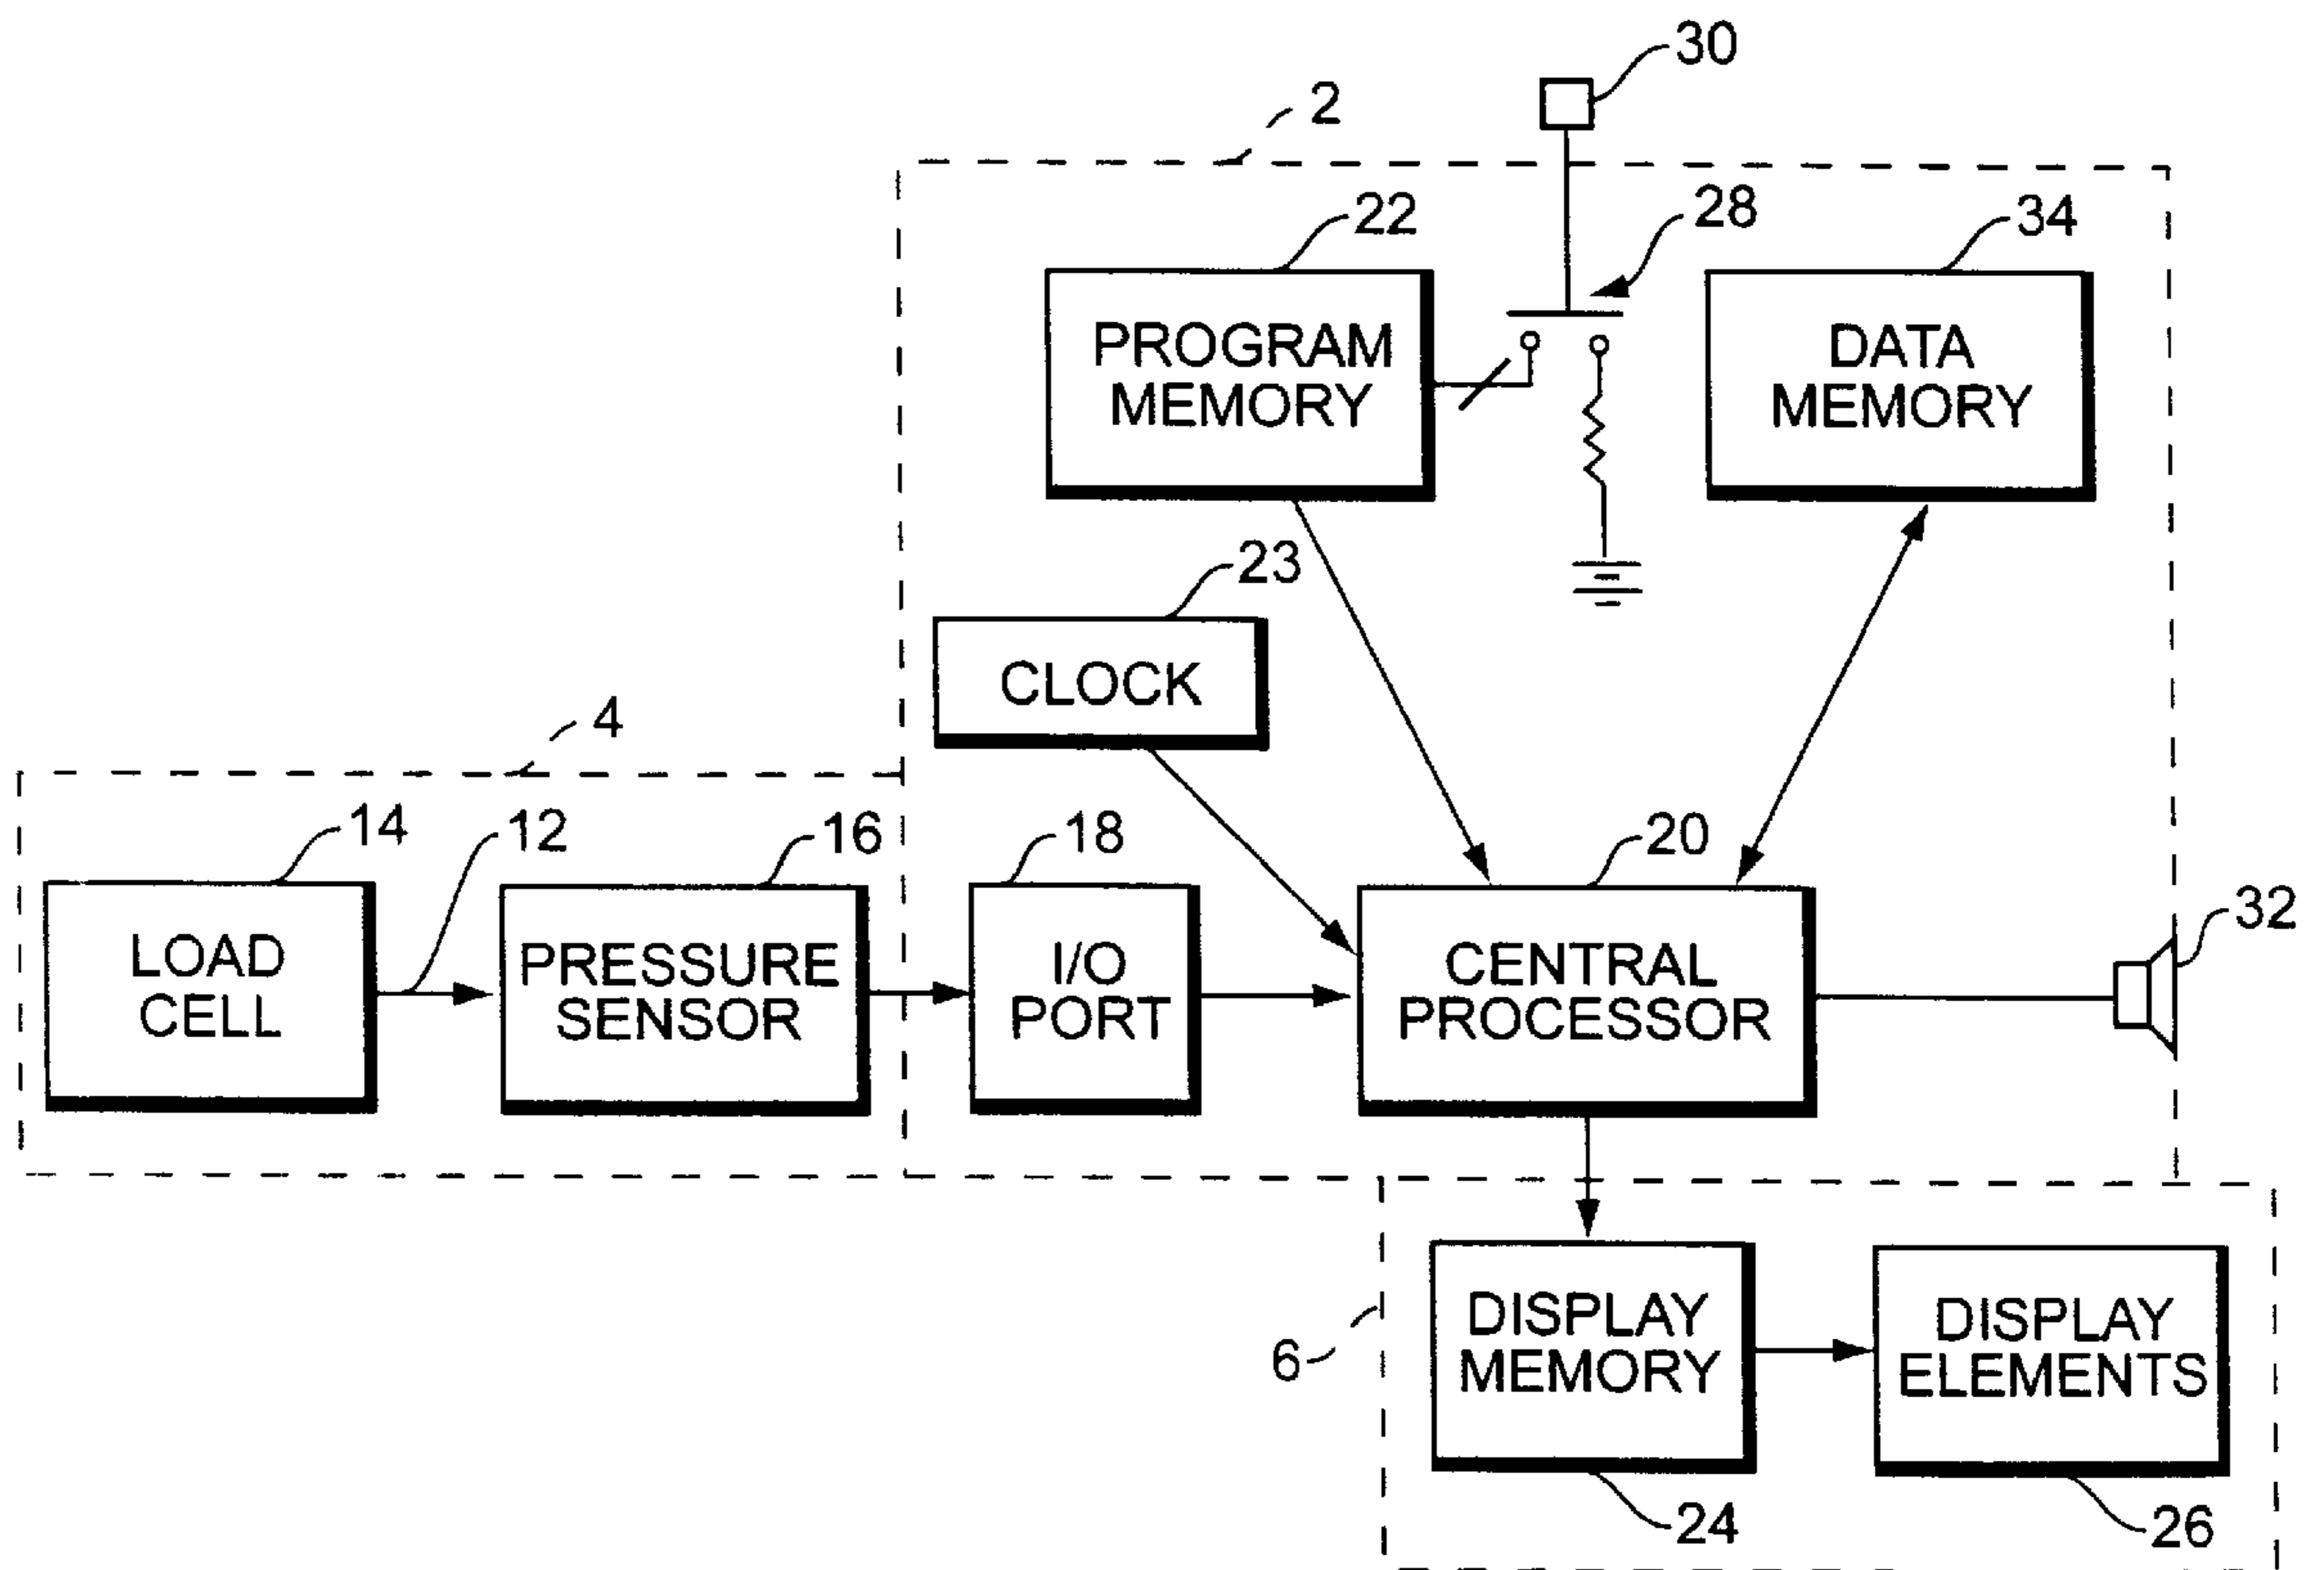 30
2
22
28
34
PROGRAM
MEMORY
DATA
MEMORY
23
CLOCK
4
14
12
16
18
20
32
LOAD
CELL
PRESSURE
SENSOR
I/O
PORT
CENTRAL
PROCESSOR
6
DISPLAY
MEMORY
DISPLAY
ELEMENTS
24
26